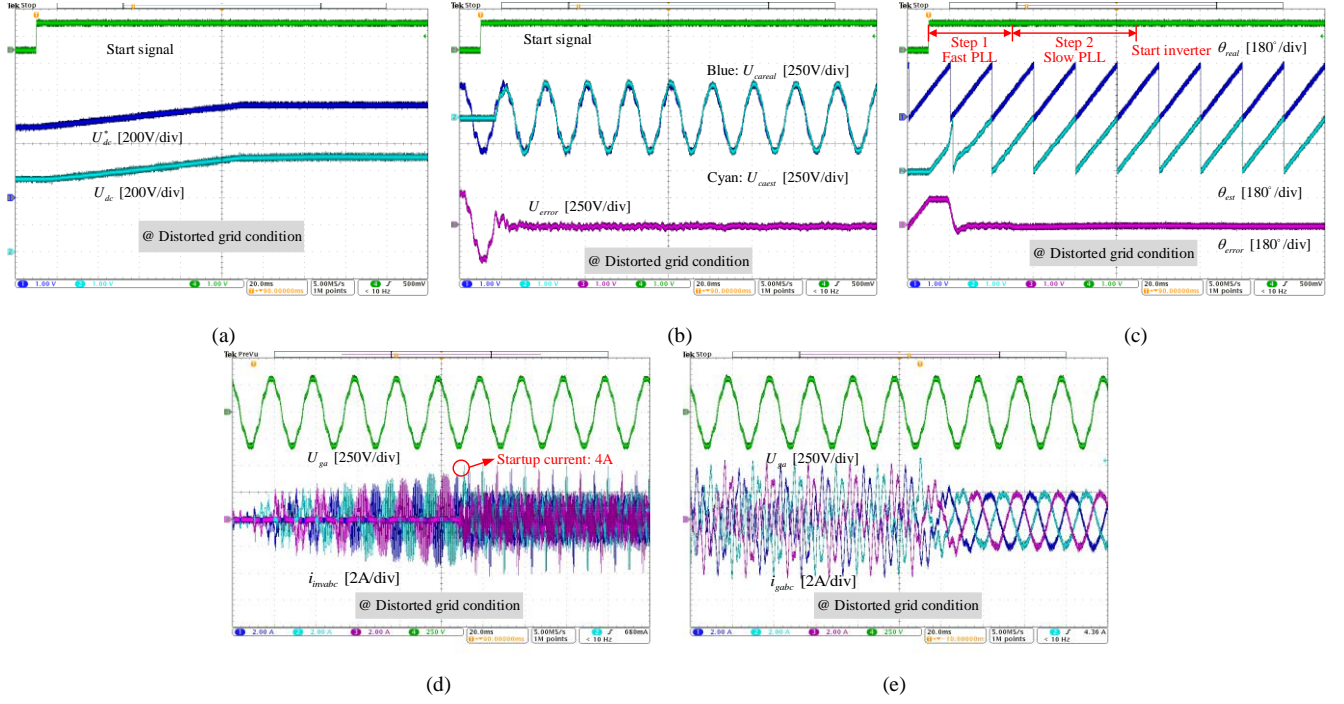 Tek Stop
Start signal
U*dc [200V/div]
Udc [200V/div]
@ Distorted grid condition
1 1.00 V 2 1.00 V 4 1.00 V 20.0ms 5.00MS/s 4 500mV
90.00000ms 1M points < 10 Hz
(a)
Tek Stop
Start signal
Blue: Ucareal [250V/div]
Cyan: Ucaest [250V/div]
Uerror [250V/div]
@ Distorted grid condition
1 1.00 V 2 1.00 V 3 1.00 V 4 1.00 V 20.0ms 5.00MS/s 4 500mV
90.00000ms 1M points < 10 Hz
(b)
Tek Stop
Step 1
Fast PLL
Step 2
Slow PLL
Start inverter
θreal [180°/div]
θest [180°/div]
@ Distorted grid condition
θerror [180°/div]
1 1.00 V 2 1.00 V 3 1.00 V 4 1.00 V 20.0ms 5.00MS/s 4 500mV
90.00000ms 1M points < 10 Hz
(c)
Tek PreVu
Uga [250V/div]
Startup current: 4A
iinvabc [2A/div]
@ Distorted grid condition
1 2.00 A 2 2.00 A 3 2.00 A 4 250 V 20.0ms 5.00MS/s 2 680mA
1M points < 10 Hz
(d)
Tek Stop
Uga [250V/div]
igabc [2A/div]
@ Distorted grid condition
1 2.00 A 2 2.00 A 3 2.00 A 4 250 V 20.0ms 5.00MS/s 2 4.36 A
1M points < 10 Hz
(e)